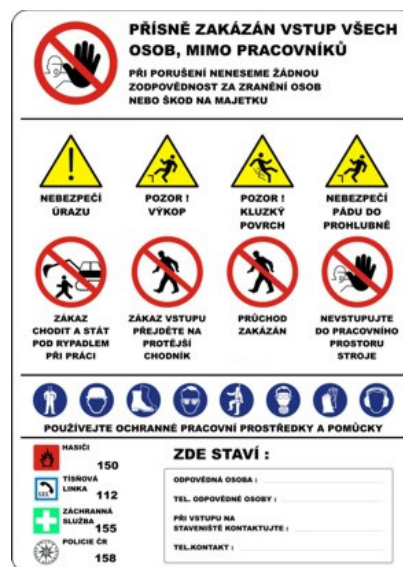 PŘÍSNĚ ZAKÁZÁN VSTUP VŠECH
OSOB, MIMO PRACOVNÍKŮ
PŘI PORUŠENÍ NENESEME ŽÁDNOU
ZODPOVĚDNOST ZA ZRANĚNÍ OSOB
NEBO ŠKOD NA MAJETKU
NEBEZPEČÍ
ÚRAZU
POZOR !
VÝKOP
POZOR !
KLUZKÝ
POVRCH
NEBEZPEČÍ
PÁDU DO
PROHLUBNĚ
ZÁKAZ
CHODIT A STÁT
POD RYPADLEM
PŘI PRÁCI
ZÁKAZ VSTUPU
PŘEJDĚTE NA
PROTĚJŠÍ
CHODNÍK
PRŮCHOD
ZAKÁZÁN
NEVSTUPUJTE
DO PRACOVNÍHO
PROSTORU
STROJE
POUŽÍVEJTE OCHRANNÉ PRACOVNÍ PROSTŘEDKY A POMŮCKY
HASIČI
150
TÍSŇOVÁ
LINKA 112
SOS
ZÁCHRANNÁ
SLUŽBA 155
POLICIE ČR
158
ZDE STAVÍ :
ODPOVĚDNÁ OSOBA :
TEL. ODPOVĚDNÉ OSOBY :
PŘI VSTUPU NA
STAVENIŠTĚ KONTAKTUJTE :
TEL.KONTAKT :